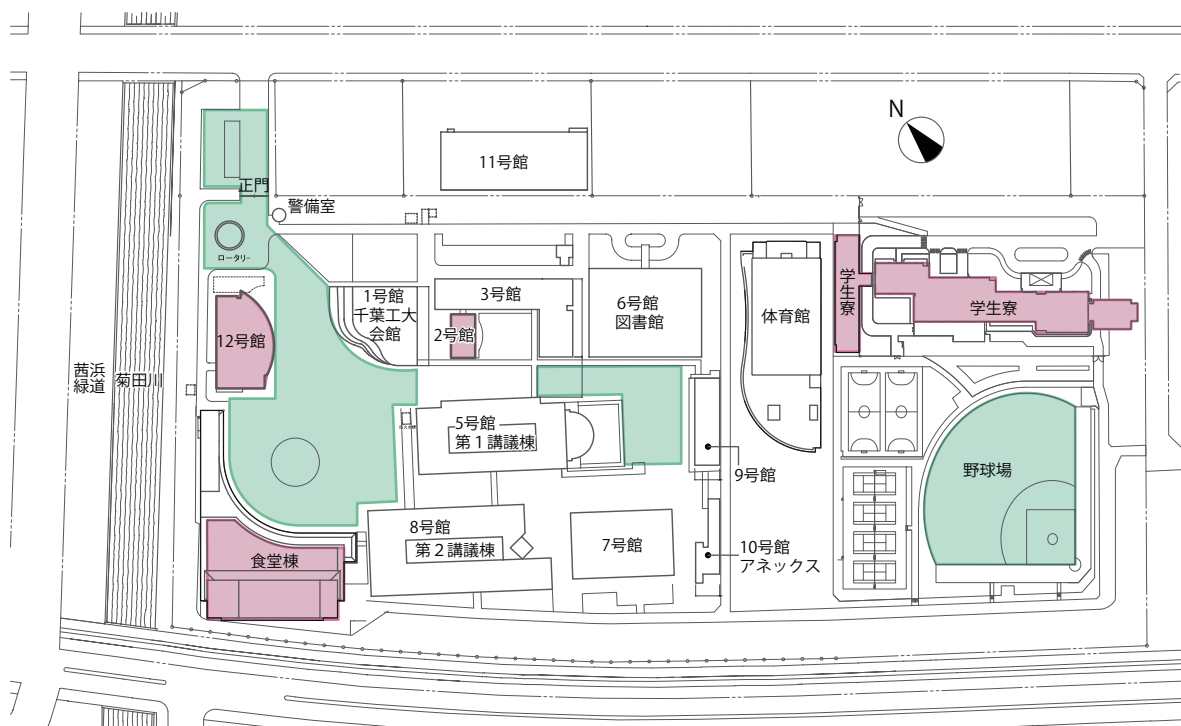 N
11号館
正門
警備室
ロータリー
1号館
千葉工大
会館
3号館
2号館
6号館
図書館
体育館
学生寮
学生寮
12号館
茜浜
緑道
菊田川
5号館
第1講議棟
9号館
野球場
8号館
第2講議棟
7号館
10号館
アネックス
食堂棟